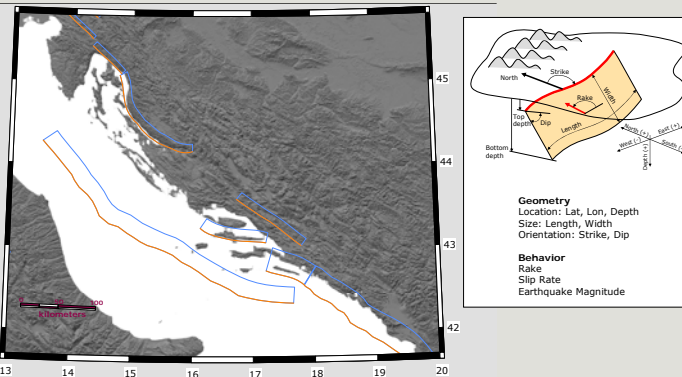 45
44
43
42
13 14 15 16 17 18 19 20
0 50 100
Kilometers
Strike
North
Rake
Width
Top
depth
Dip
Length
Bottom
depth
North (+)
East (+)
West (-)
South (-)
Depth (+)
Geometry
Location: Lat, Lon, Depth
Size: Length, Width
Orientation: Strike, Dip
Behavior
Rake
Slip Rate
Earthquake Magnitude